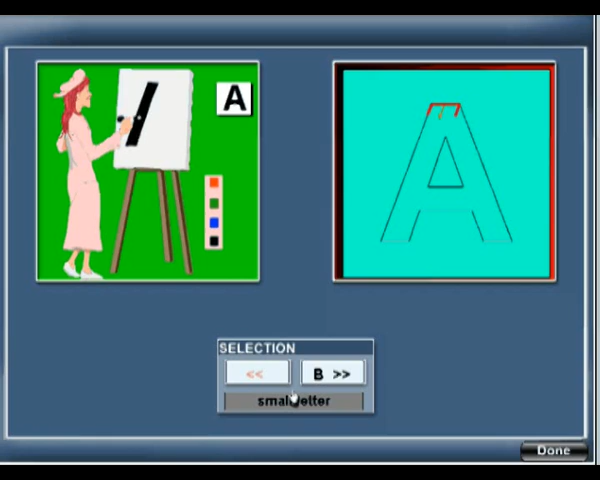 A
A
SELECTION
<< B >>
small letter
Done